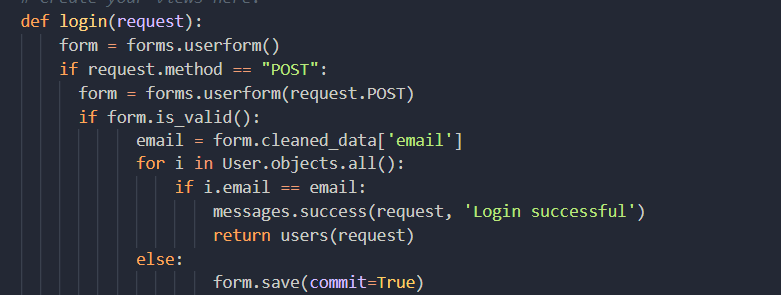 # Create your views here.
def login(request):
    form = forms.userform()
    if request.method == "POST":
      form = forms.userform(request.POST)
      if form.is_valid():
            email = form.cleaned_data['email']
            for i in User.objects.all():
                if i.email == email:
                    messages.success(request, 'Login successful')
                    return users(request)
            else:
                    form.save(commit=True)